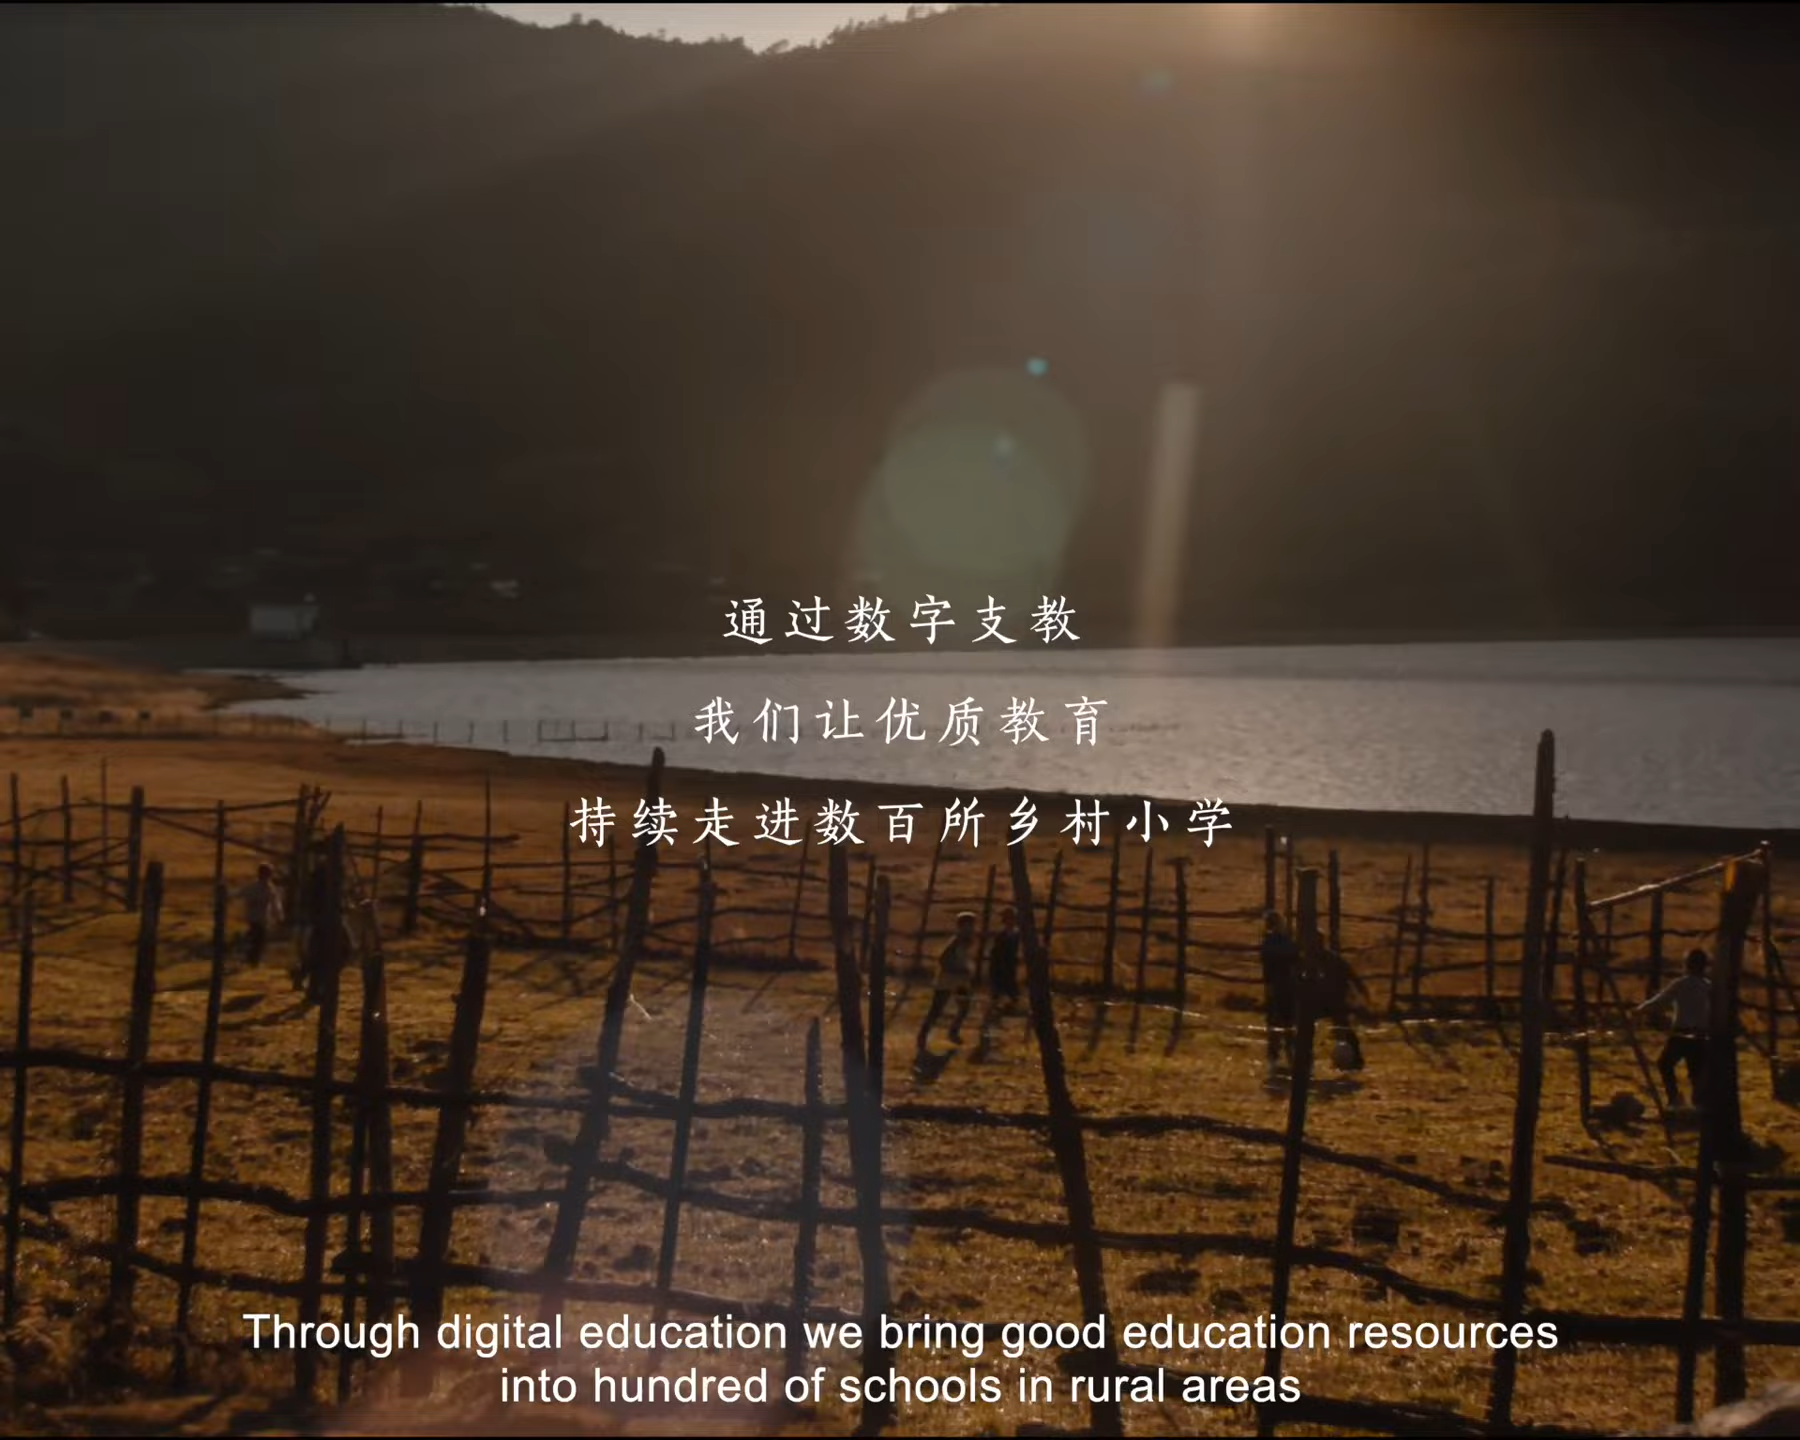 通过数字支教
我们让优质教育
持续走进数百所乡村小学
Through digital education we bring good education resources
into hundred of schools in rural areas